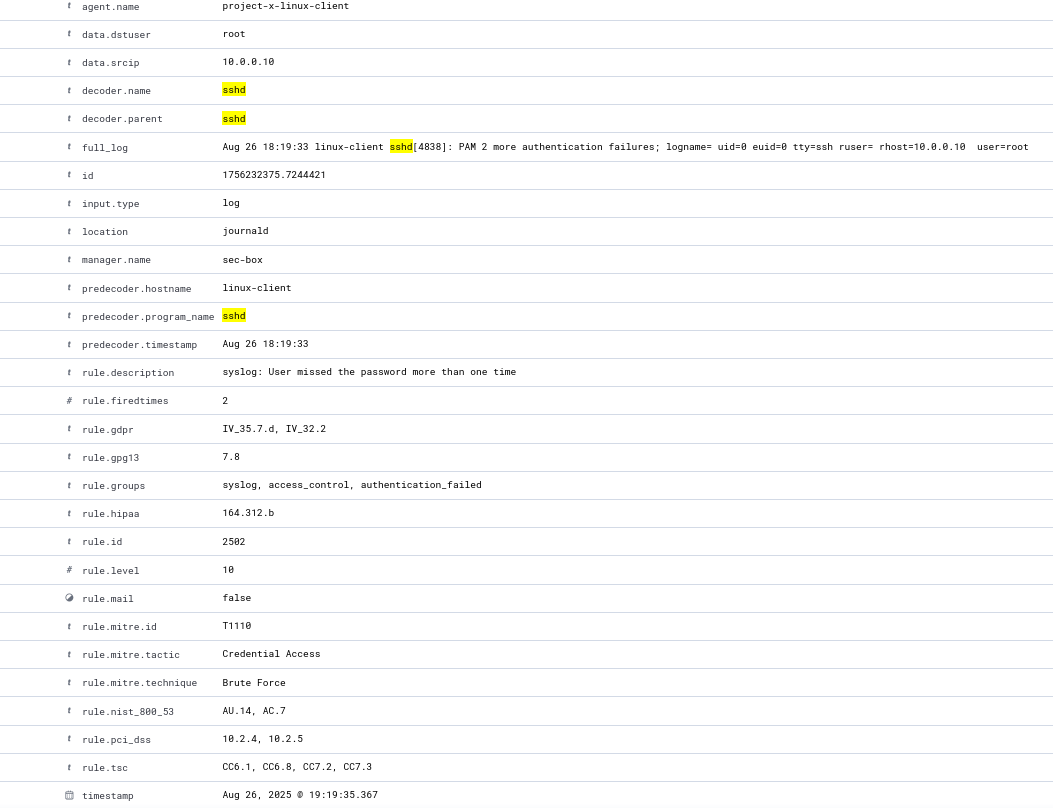 t agent.name project-x-linux-client
t data.dstuser root
t data.srcip 10.0.0.10
t decoder.name sshd
t decoder.parent sshd
t full_log Aug 26 18:19:33 linux-client sshd[4838]: PAM 2 more authentication failures; logname= uid=0 euid=0 tty=ssh ruser= rhost=10.0.0.10  user=root
t id 1756232375.7244421
t input.type log
t location journald
t manager.name sec-box
t predecoder.hostname linux-client
t predecoder.program_name sshd
t predecoder.timestamp Aug 26 18:19:33
t rule.description syslog: User missed the password more than one time
# rule.firedtimes 2
t rule.gdpr IV_35.7.d, IV_32.2
t rule.gpg13 7.8
t rule.groups syslog, access_control, authentication_failed
t rule.hipaa 164.312.b
t rule.id 2502
# rule.level 10
rule.mail false
t rule.mitre.id T1110
t rule.mitre.tactic Credential Access
t rule.mitre.technique Brute Force
t rule.nist_800_53 AU.14, AC.7
t rule.pci_dss 10.2.4, 10.2.5
t rule.tsc CC6.1, CC6.8, CC7.2, CC7.3
timestamp Aug 26, 2025 @ 19:19:35.367